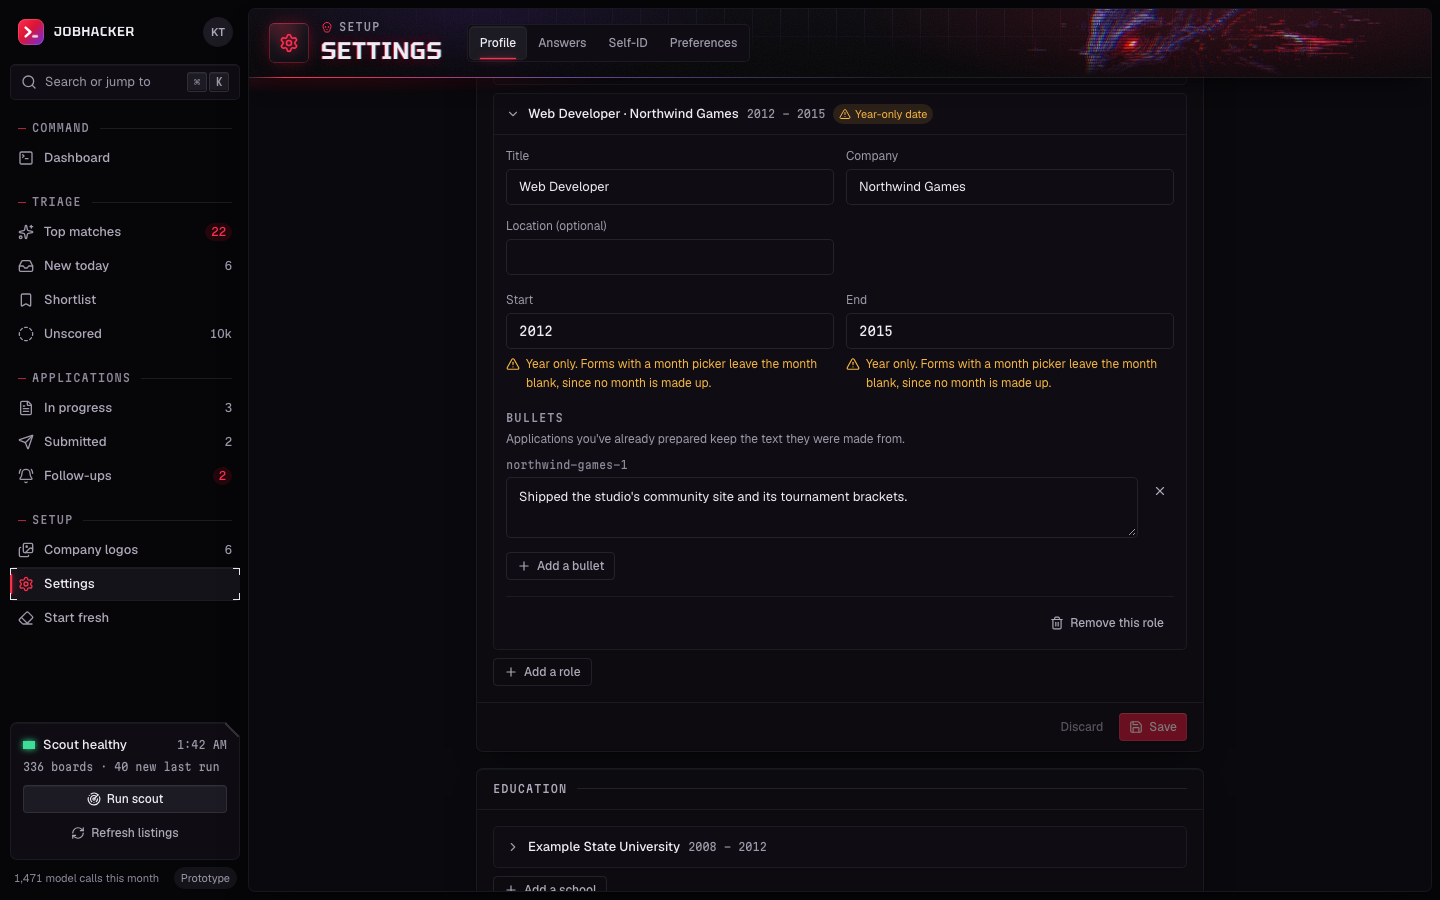 JOBHACKER
KT
Search or jump to
⌘ K
COMMAND
Dashboard
TRIAGE
Top matches 22
New today 6
Shortlist
Unscored 10k
APPLICATIONS
In progress 3
Submitted 2
Follow-ups 2
SETUP
Company logos 6
Settings
Start fresh
Scout healthy 1:42 AM
336 boards · 40 new last run
Run scout
Refresh listings
1,471 model calls this month Prototype
SETUP
SETTINGS
Profile Answers Self-ID Preferences
Web Developer · Northwind Games 2012 – 2015 Year-only date
Title Company
Web Developer Northwind Games
Location (optional)
Start End
2012 2015
Year only. Forms with a month picker leave the month Year only. Forms with a month picker leave the month
blank, since no month is made up. blank, since no month is made up.
BULLETS
Applications you've already prepared keep the text they were made from.
northwind-games-1
Shipped the studio's community site and its tournament brackets.
Add a bullet
Remove this role
Add a role
Discard Save
EDUCATION
Example State University 2008 – 2012
Add a school